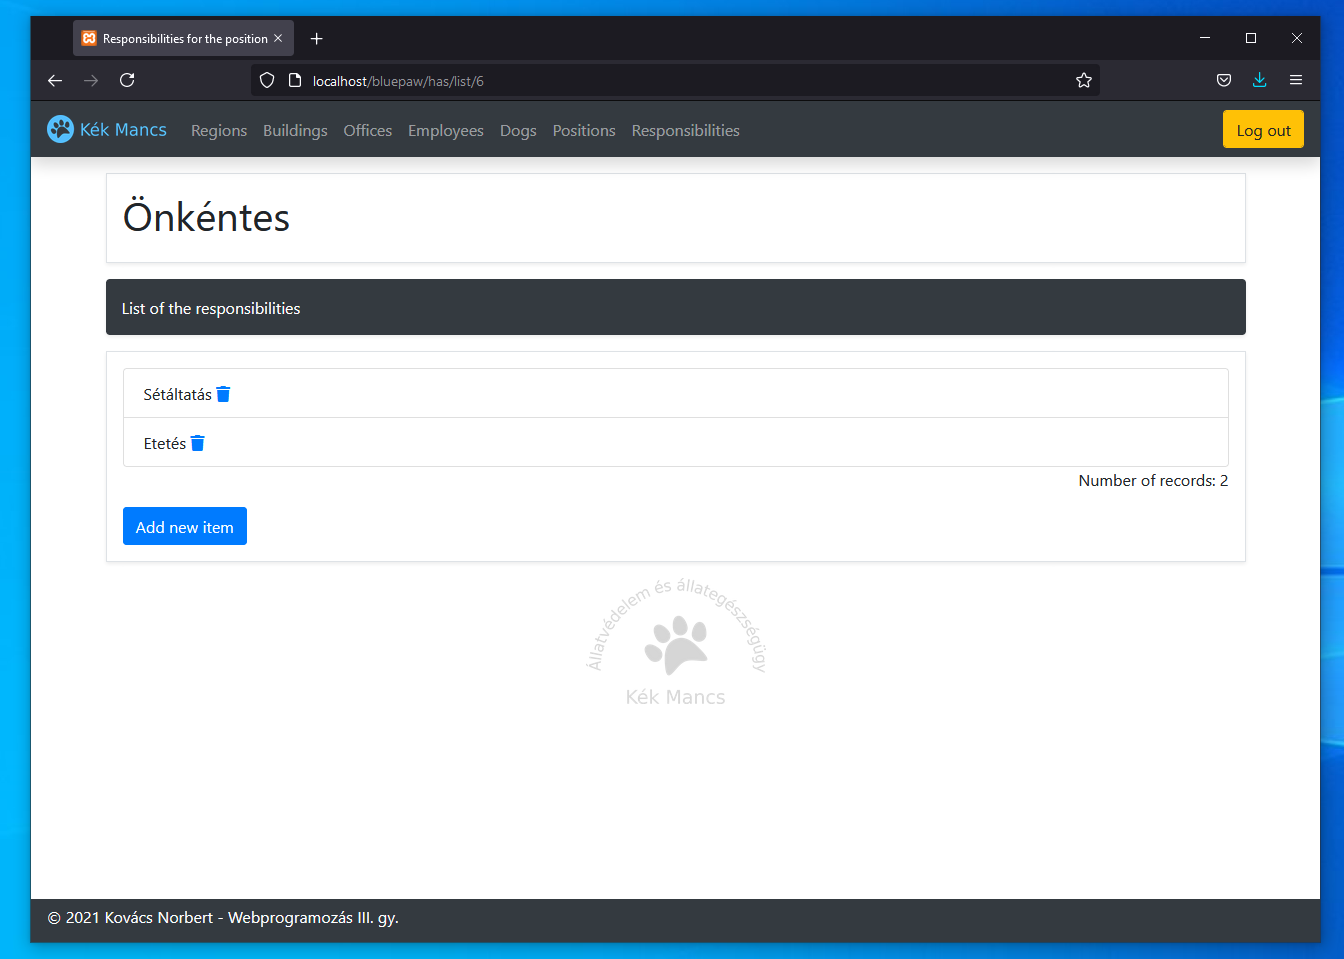 Responsibilities for the position
localhost/bluepaw/has/list/6
Kék Mancs Regions Buildings Offices Employees Dogs Positions Responsibilities Log out
Önkéntes
List of the responsibilities
Sétáltatás
Etetés
Number of records: 2
Add new item
Állatvédelem és állategészségügy
Kék Mancs
© 2021 Kovács Norbert - Webprogramozás III. gy.